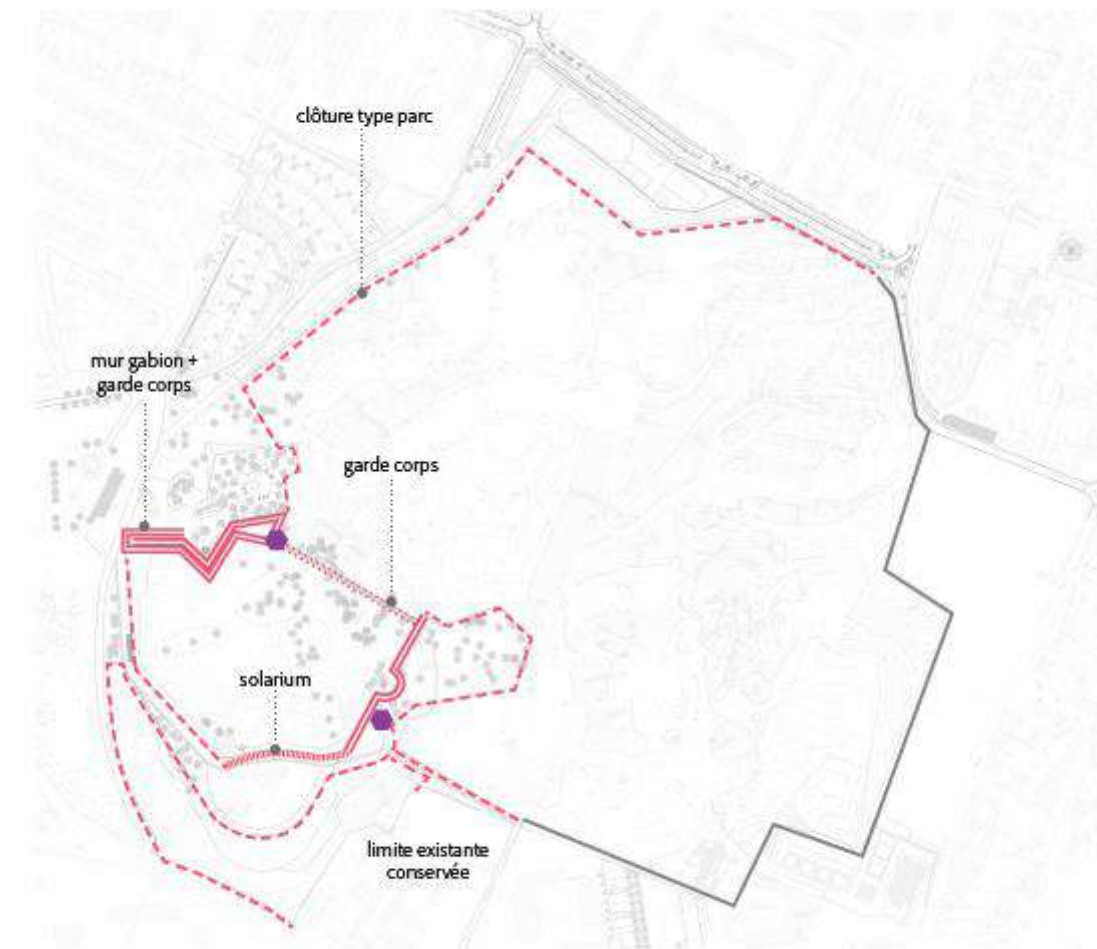 clôture type parc
mur gabion +
garde corps
garde corps
solarium
limite existante
conservée